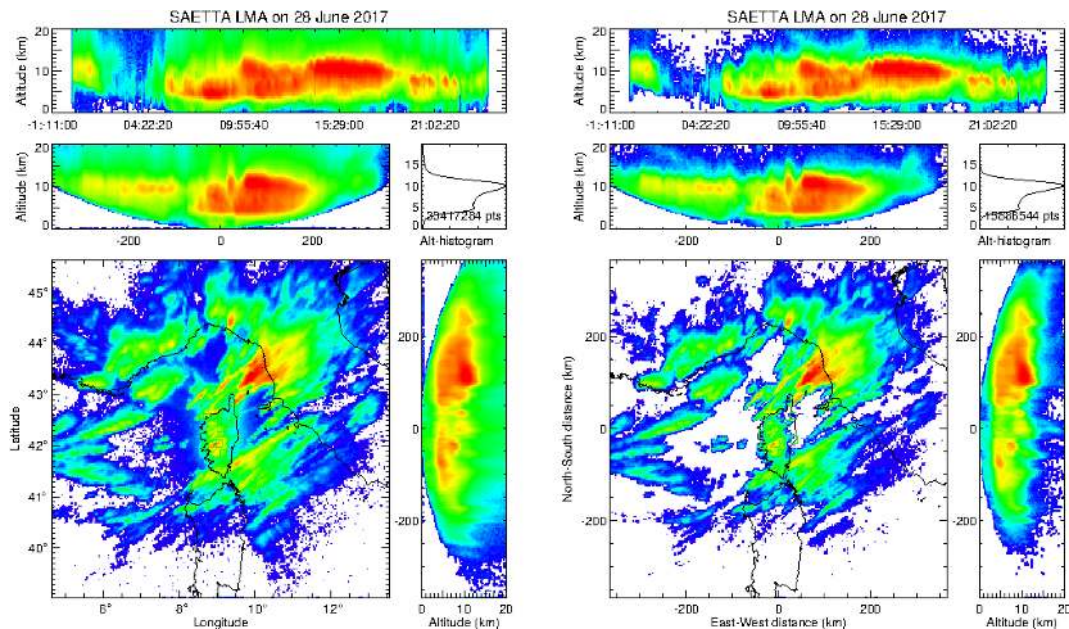 SAETTA LMA on 28 June 2017
20
10
0
Altitude (km)
-1:-11:00 04:22:20 09:55:40 15:29:00 21:02:20
20
10
0
Altitude (km)
-200 0 200
15
10
5
Alt-histogram
45°
44°
43°
42°
41°
40°
Latitude
6° 8° 10° 12°
Longitude
200
0
-200
0 10 20
Altitude (km)
SAETTA LMA on 28 June 2017
20
10
0
Altitude (km)
-1:-11:00 04:22:20 09:55:40 15:29:00 21:02:20
20
10
0
Altitude (km)
-200 0 200
15
10
5
Alt-histogram
200
0
-200
North-South distance (km)
-200 0 200
East-West distance (km)
200
0
-200
0 10 20
Altitude (km)